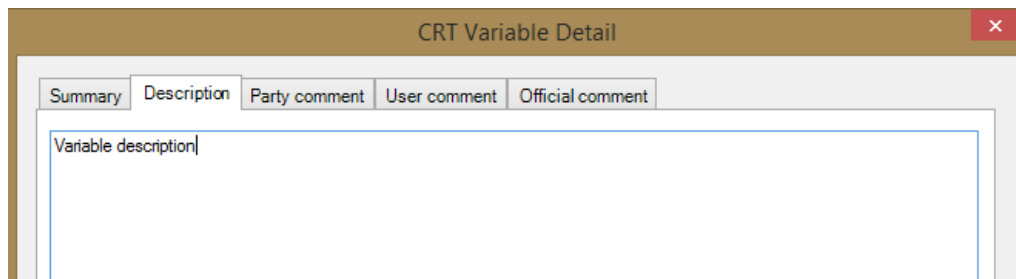 CRT Variable Detail
Summary Description Party comment User comment Official comment
Variable description